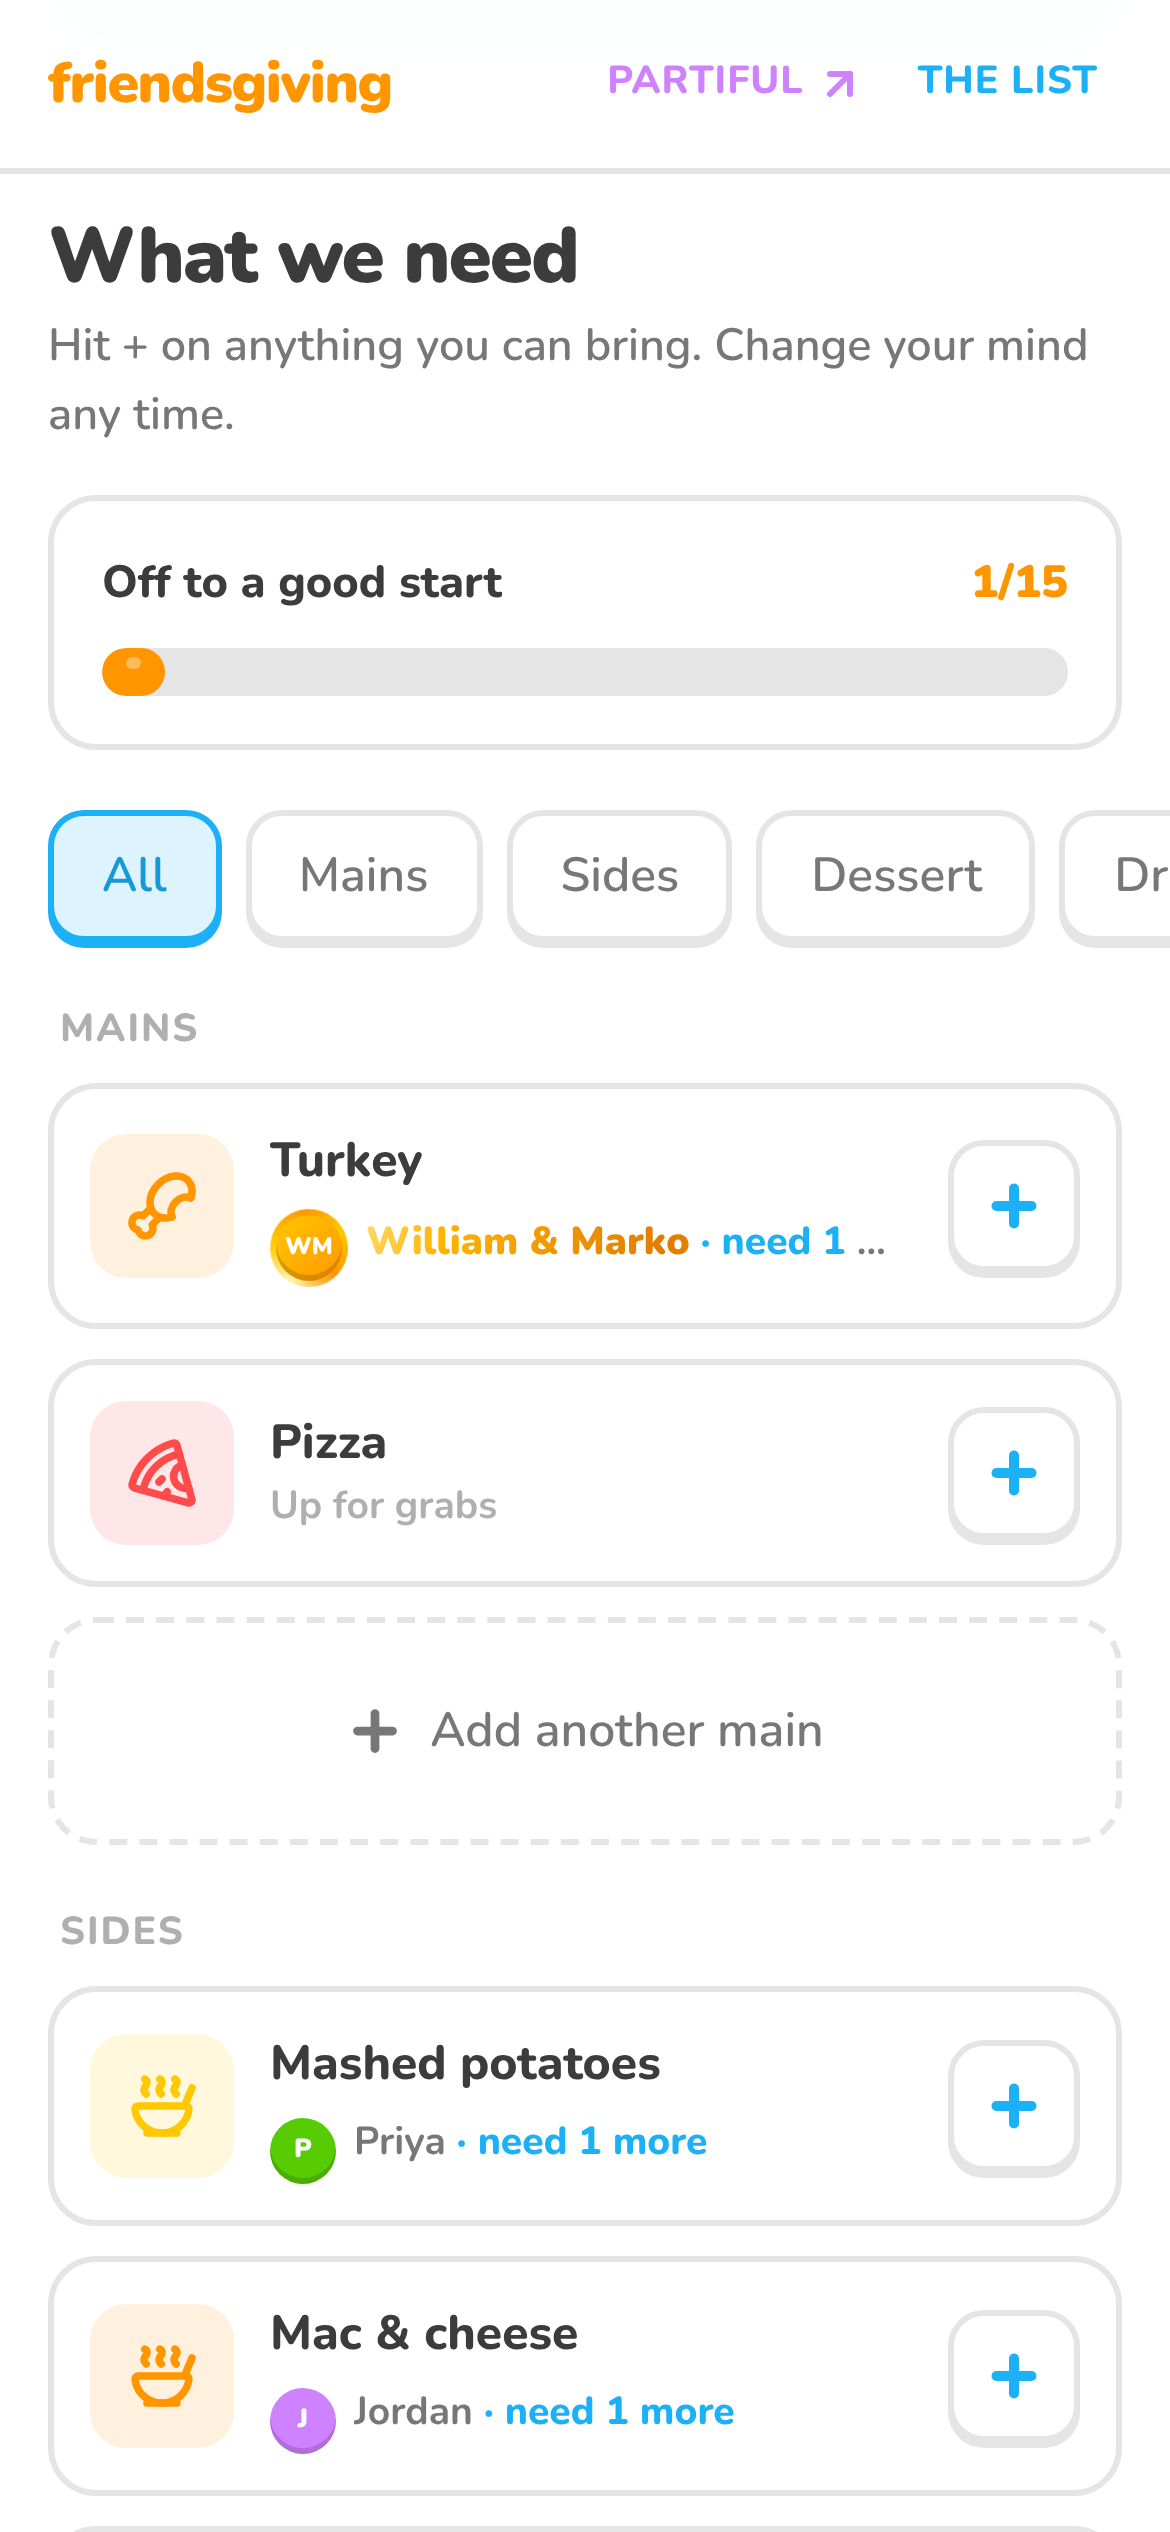 friendsgiving
PARTIFUL ↗ THE LIST
What we need
Hit + on anything you can bring. Change your mind
any time.
Off to a good start 1/15
All Mains Sides Dessert Dr
MAINS
Turkey
WM William & Marko · need 1 ...
Pizza
Up for grabs
+ Add another main
SIDES
Mashed potatoes
P Priya · need 1 more
Mac & cheese
J Jordan · need 1 more